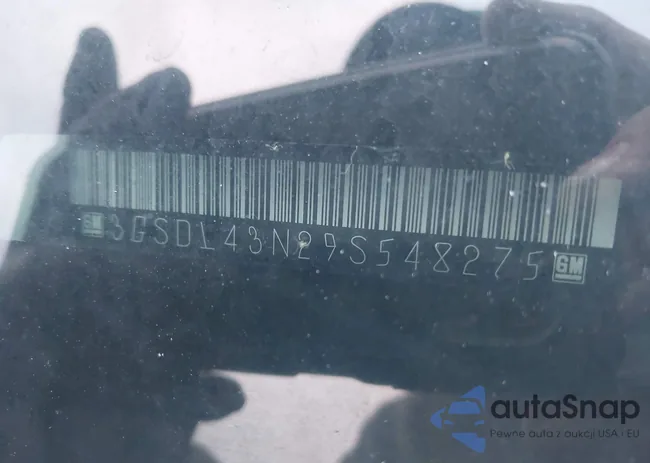 3GSDL43N29S548275 GM
autaSnap
Pewne auta z aukcji USA i EU